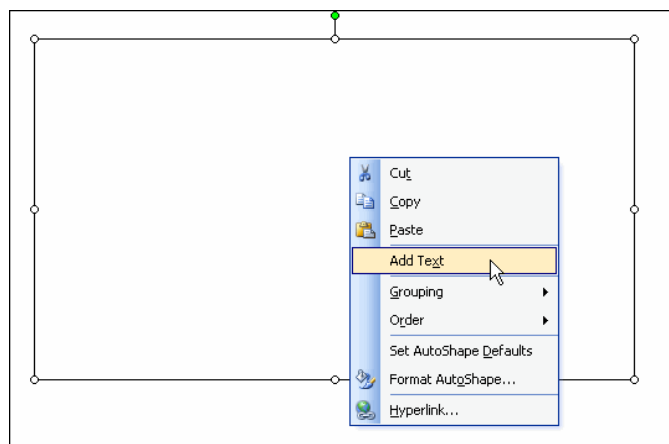 Cut
Copy
Paste
Add Text
Grouping
Order
Set AutoShape Defaults
Format AutoShape...
Hyperlink...